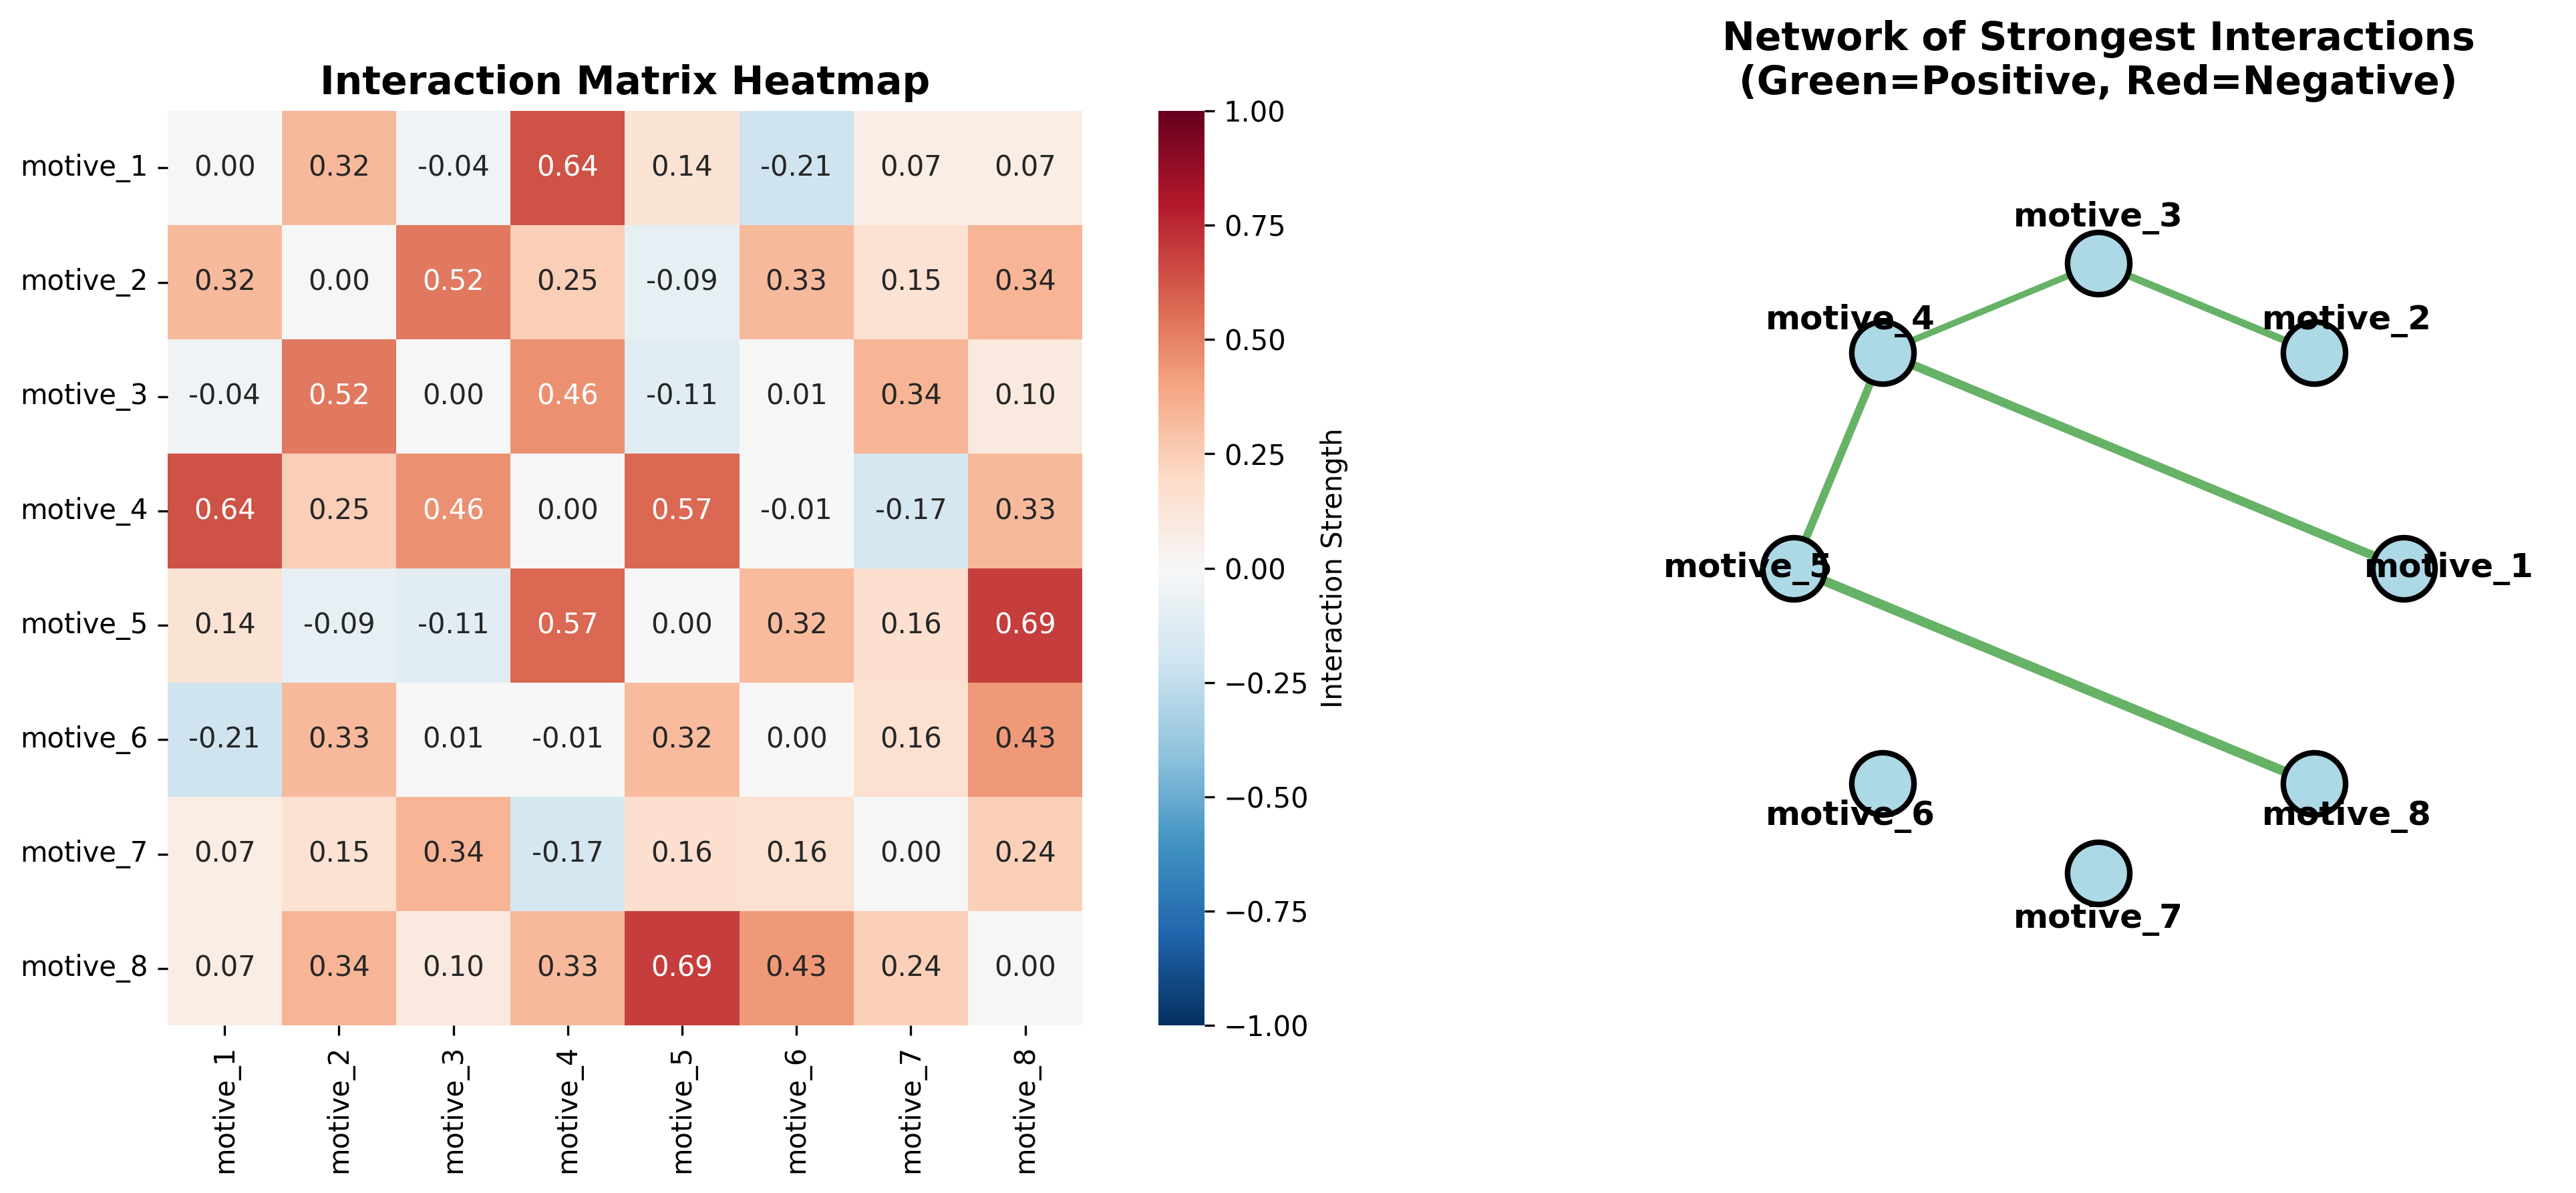 Interaction Matrix Heatmap
motive_1 0.00 0.32 -0.04 0.64 0.14 -0.21 0.07 0.07
motive_2 0.32 0.00 0.52 0.25 -0.09 0.33 0.15 0.34
motive_3 -0.04 0.52 0.00 0.46 -0.11 0.01 0.34 0.10
motive_4 0.64 0.25 0.46 0.00 0.57 -0.01 -0.17 0.33
motive_5 0.14 -0.09 -0.11 0.57 0.00 0.32 0.16 0.69
motive_6 -0.21 0.33 0.01 -0.01 0.32 0.00 0.16 0.43
motive_7 0.07 0.15 0.34 -0.17 0.16 0.16 0.00 0.24
motive_8 0.07 0.34 0.10 0.33 0.69 0.43 0.24 0.00
motive_1 motive_2 motive_3 motive_4 motive_5 motive_6 motive_7 motive_8
1.00
0.75
0.50
0.25
0.00
−0.25
−0.50
−0.75
−1.00
Interaction Strength
Network of Strongest Interactions
(Green=Positive, Red=Negative)
motive_3
motive_4
motive_2
motive_5
motive_1
motive_6
motive_8
motive_7